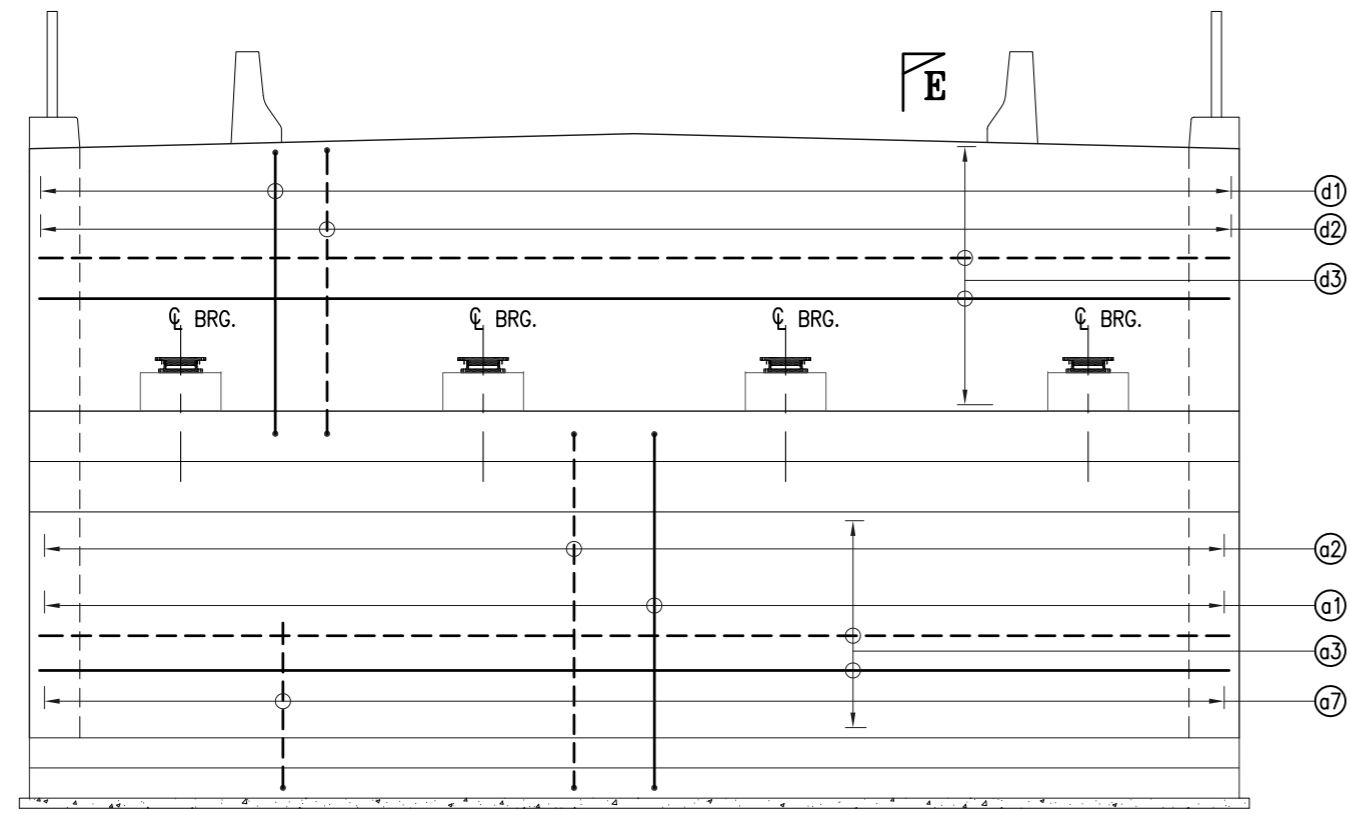 E
d1
d2
d3
℄ BRG.
℄ BRG.
℄ BRG.
℄ BRG.
a2
a1
a3
a7